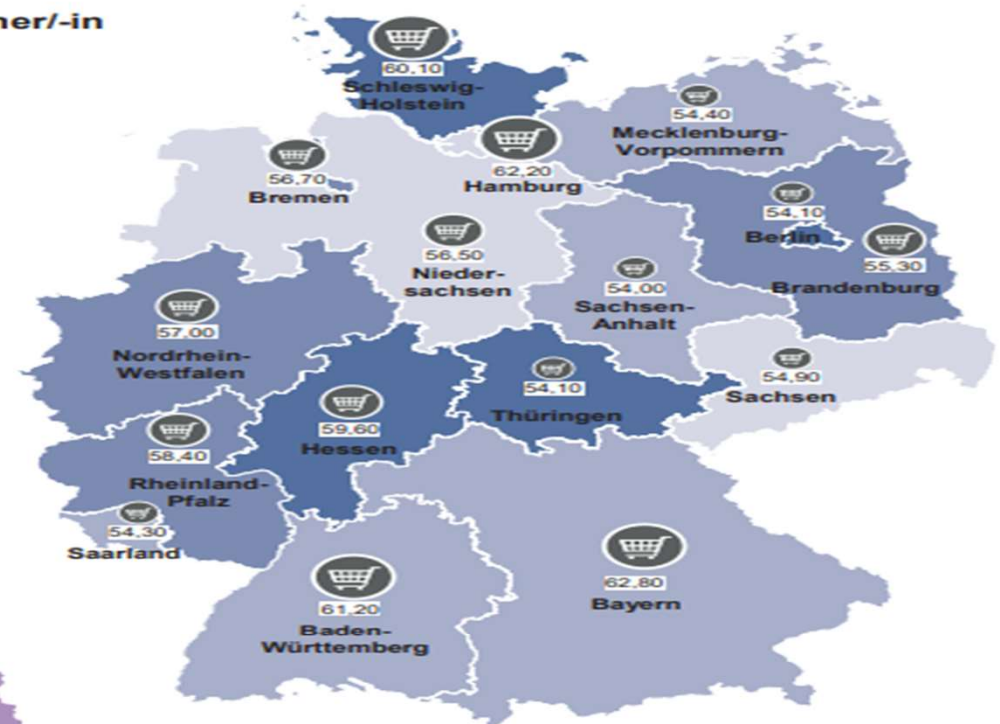 ner/-in
60,10
Schleswig-
Holstein
54,40
Mecklenburg-
Vorpommern
62,20
Hamburg
56,70
Bremen
54,10
Berlin
56,50
Nieder-
sachsen
55,30
Brandenburg
54,00
Sachsen-
Anhalt
57,00
Nordrhein-
Westfalen
54,90
Sachsen
54,10
Thüringen
59,60
Hessen
58,40
Rheinland-
Pfalz
54,30
Saarland
62,80
Bayern
61,20
Baden-
Württemberg